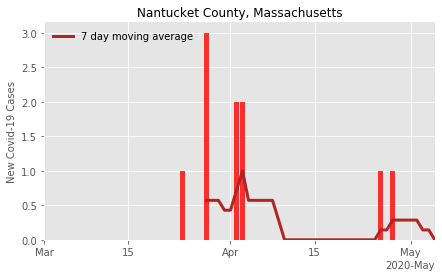 Nantucket County, Massachusetts
7 day moving average
New Covid-19 Cases
3.0
2.5
2.0
1.5
1.0
0.5
0.0
Mar 15 Apr 15 May
2020-May